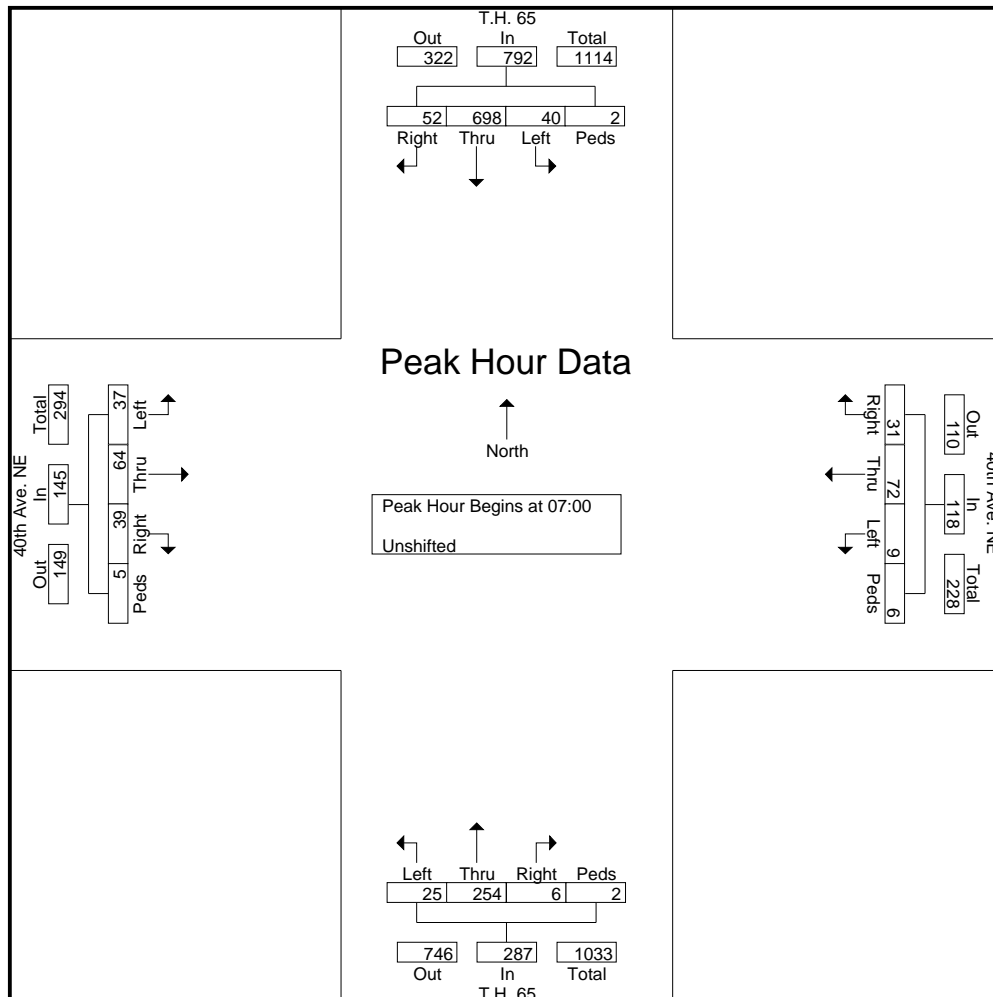 T.H. 65
Out In Total
322 792 1114
52 698 40 2
Right Thru Left Peds
Peak Hour Data
North
Peak Hour Begins at 07:00
Unshifted
40th Ave. NE
Total In Out
294 145 149
37 64 39 5
Left Thru Right Peds
Right Thru Left Peds
31 72 9 6
Out In Total
110 118 228
40th Ave. NE
Left Thru Right Peds
25 254 6 2
746 287 1033
Out In Total
T.H. 65